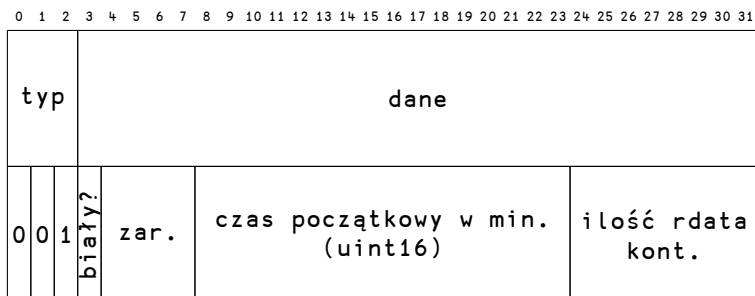 0 1 2 3 4 5 6 7 8 9 10 11 12 13 14 15 16 17 18 19 20 21 22 23 24 25 26 27 28 29 30 31
typ dane
0 0 1 biały? zar. czas początkowy w min. ilość rdata
(uint16) kont.